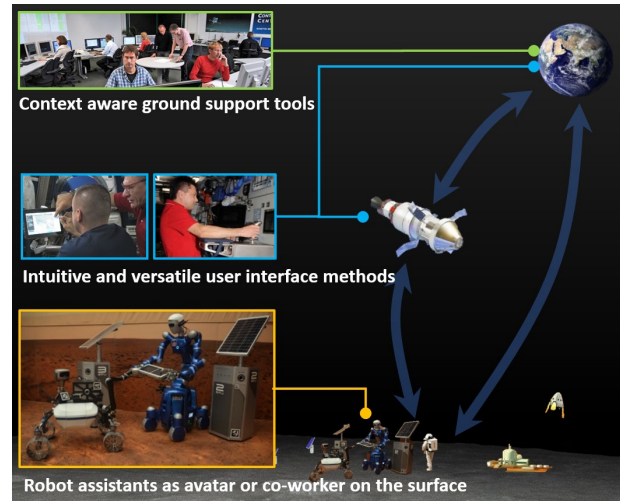 Context aware ground support tools
Intuitive and versatile user interface methods
Robot assistants as avatar or co-worker on the surface